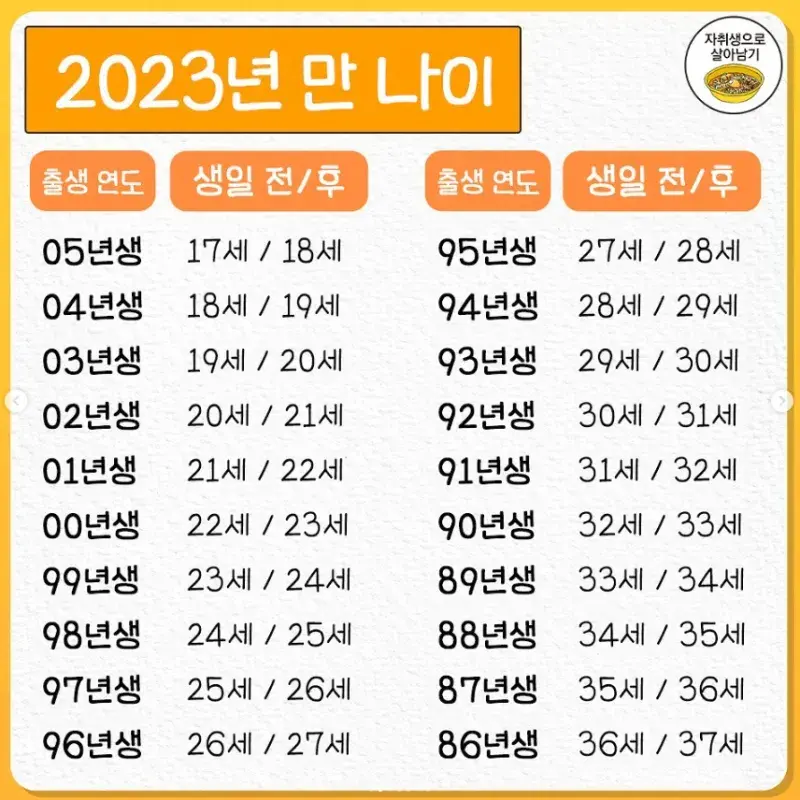 2023년 만 나이
자취생으로
살아남기
출생 연도 생일 전/후
05년생 17세 / 18세
04년생 18세 / 19세
03년생 19세 / 20세
02년생 20세 / 21세
01년생 21세 / 22세
00년생 22세 / 23세
99년생 23세 / 24세
98년생 24세 / 25세
97년생 25세 / 26세
96년생 26세 / 27세
출생 연도 생일 전/후
95년생 27세 / 28세
94년생 28세 / 29세
93년생 29세 / 30세
92년생 30세 / 31세
91년생 31세 / 32세
90년생 32세 / 33세
89년생 33세 / 34세
88년생 34세 / 35세
87년생 35세 / 36세
86년생 36세 / 37세